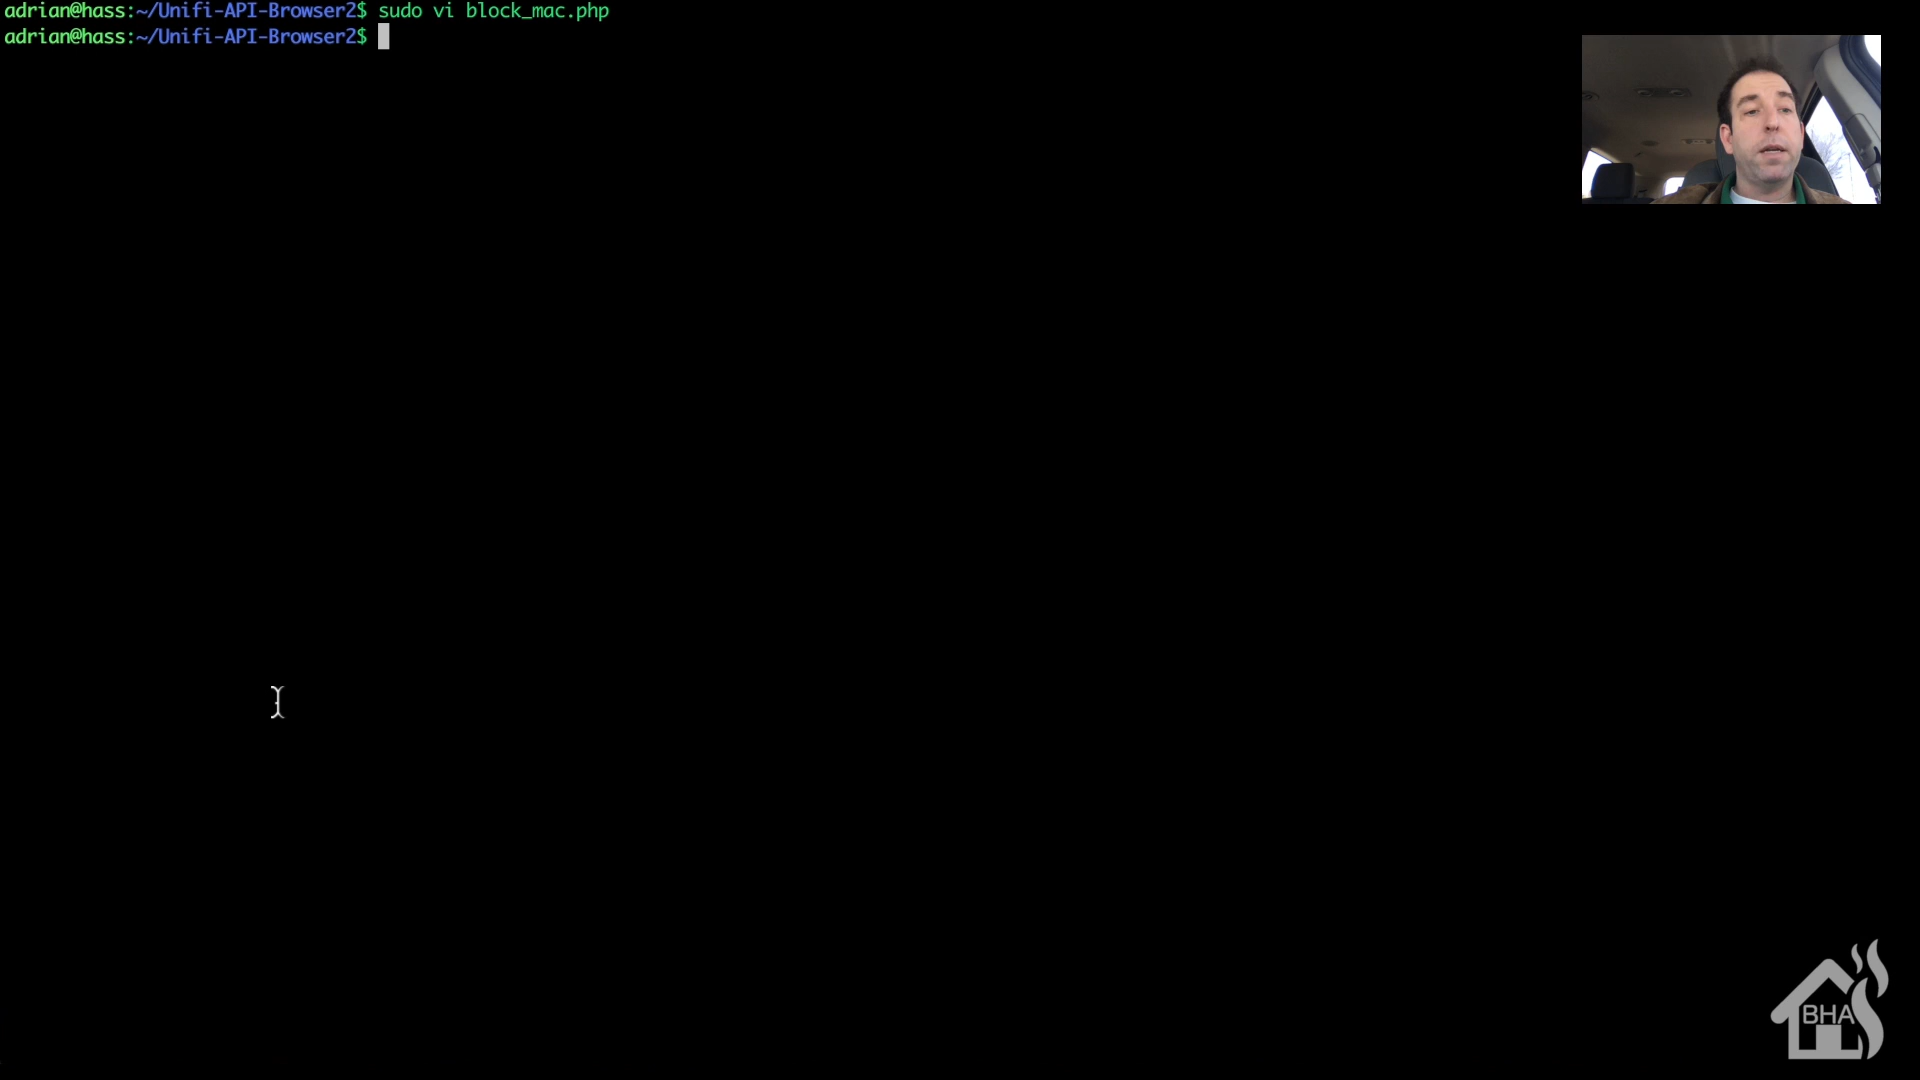 adrian@hass:~/Unifi-API-Browser2$ sudo vi block_mac.php
adrian@hass:~/Unifi-API-Browser2$
BHA